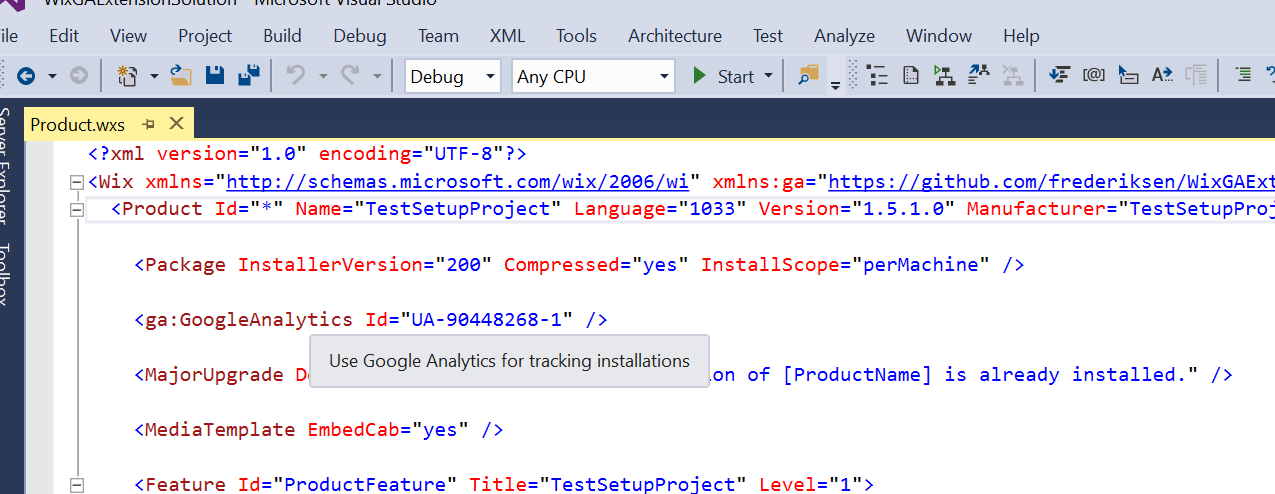 WixGAExtensionSolution - Microsoft Visual Studio
File Edit View Project Build Debug Team XML Tools Architecture Test Analyze Window Help
Debug Any CPU Start
Server Explorer
Toolbox
Product.wxs
<?xml version="1.0" encoding="UTF-8"?>
<Wix xmlns="http://schemas.microsoft.com/wix/2006/wi" xmlns:ga="https://github.com/frederiksen/WixGAExt
<Product Id="*" Name="TestSetupProject" Language="1033" Version="1.5.1.0" Manufacturer="TestSetupProj
<Package InstallerVersion="200" Compressed="yes" InstallScope="perMachine" />
<ga:GoogleAnalytics Id="UA-90448268-1" />
Use Google Analytics for tracking installations
<MajorUpgrade D on of [ProductName] is already installed." />
<MediaTemplate EmbedCab="yes" />
<Feature Id="ProductFeature" Title="TestSetupProject" Level="1">